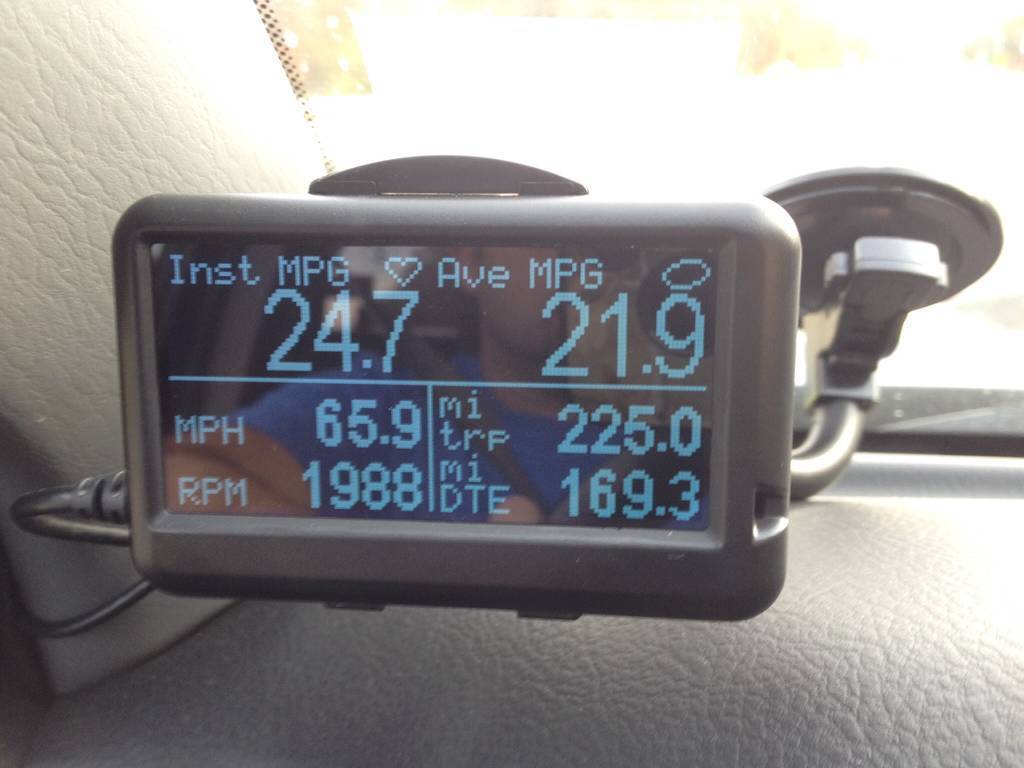 Inst MPG Ave MPG
24.7 21.9
MPH 65.9 mi trp 225.0
RPM 1988 mi DTE 169.3